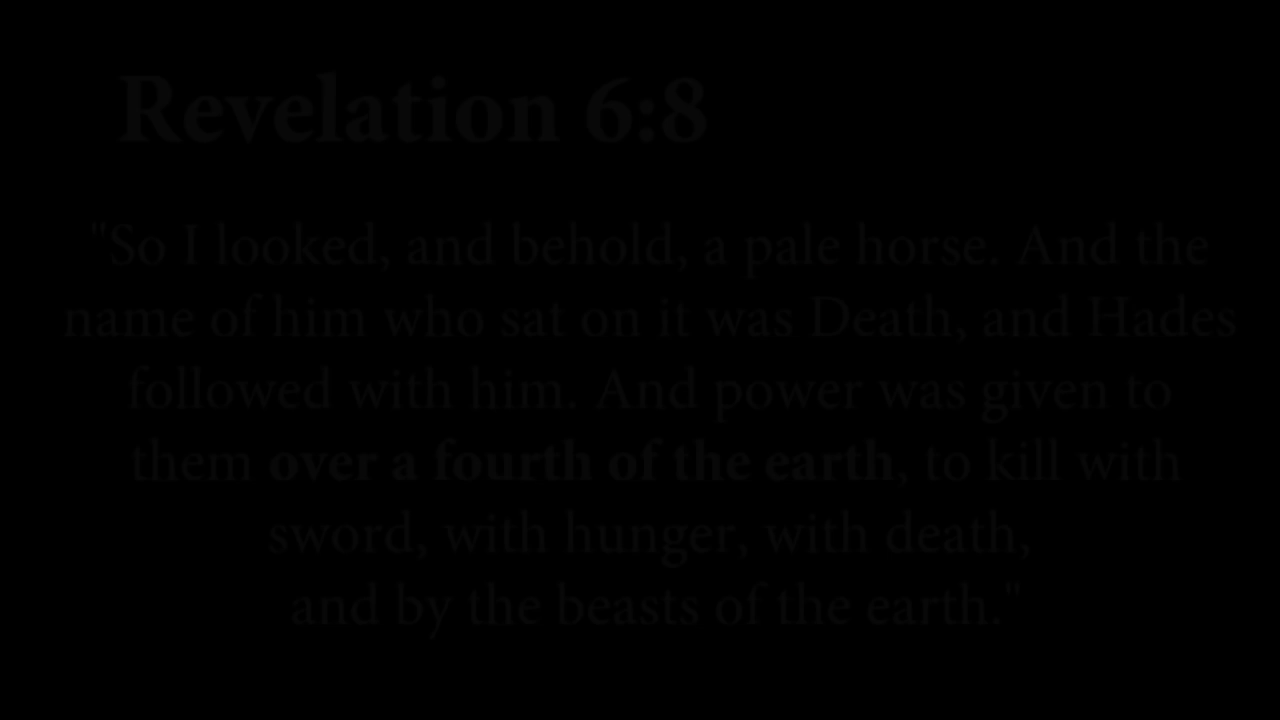 Revelation 6:8
"So I looked, and behold, a pale horse. And the
name of him who sat on it was Death, and Hades
followed with him. And power was given to
them over a fourth of the earth, to kill with
sword, with hunger, with death,
and by the beasts of the earth."